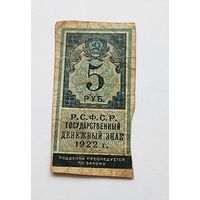 5
РУБ.
Р.С.Ф.С.Р.
ГОСУДАРСТВЕННЫЙ
ДЕНЕЖНЫЙ ЗНАК
1922 г.
ПОДДЕЛКА ПРЕСЛЕДУЕТСЯ
ПО ЗАКОНУ